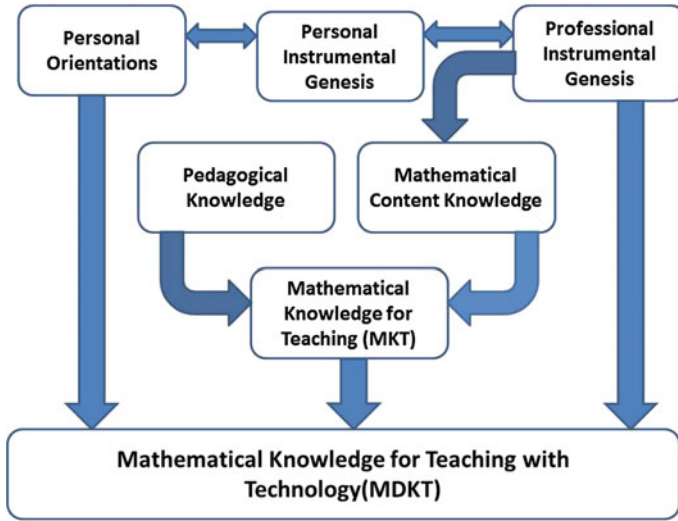 Personal
Orientations
Personal
Instrumental
Genesis
Professional
Instrumental
Genesis
Pedagogical
Knowledge
Mathematical
Content Knowledge
Mathematical
Knowledge for
Teaching (MKT)
Mathematical Knowledge for Teaching with
Technology(MDKT)